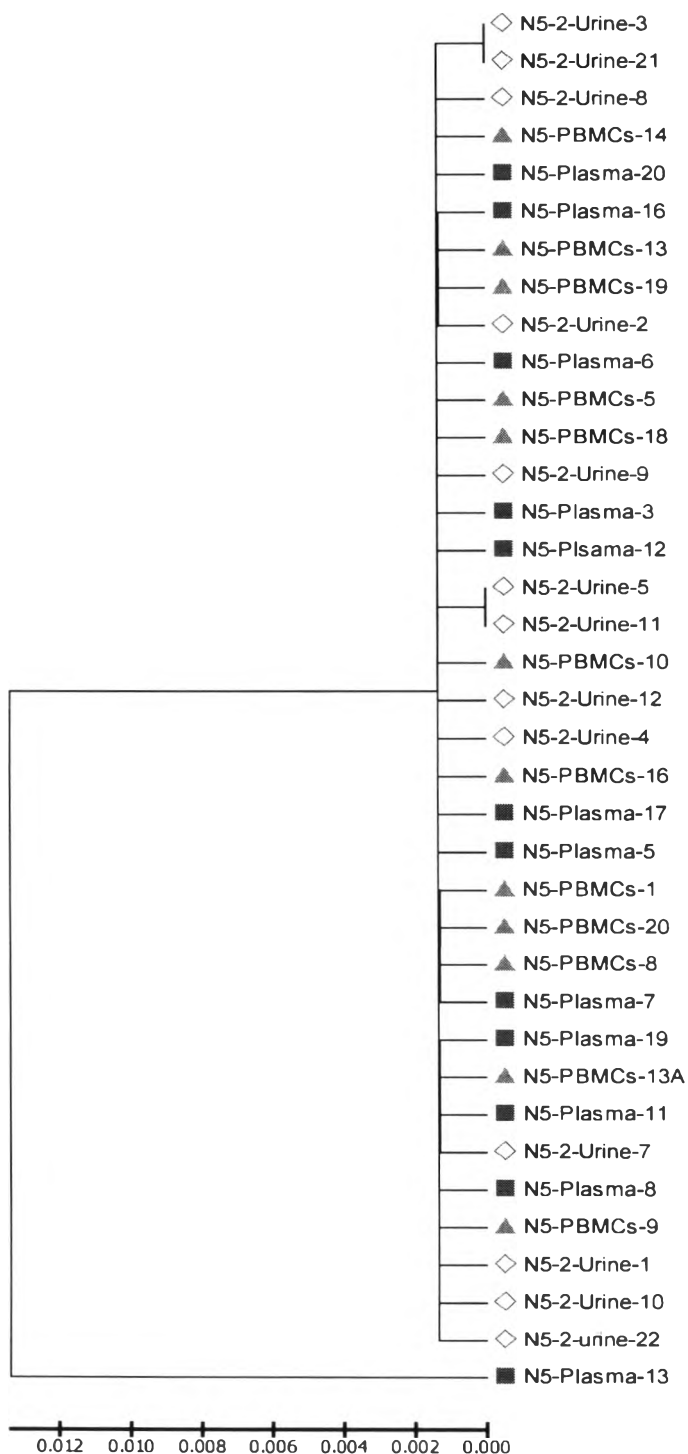 N5-2-Urine-3
N5-2-Urine-21
N5-2-Urine-8
N5-PBMCs-14
N5-Plasma-20
N5-Plasma-16
N5-PBMCs-13
N5-PBMCs-19
N5-2-Urine-2
N5-Plasma-6
N5-PBMCs-5
N5-PBMCs-18
N5-2-Urine-9
N5-Plasma-3
N5-Plsama-12
N5-2-Urine-5
N5-2-Urine-11
N5-PBMCs-10
N5-2-Urine-12
N5-2-Urine-4
N5-PBMCs-16
N5-Plasma-17
N5-Plasma-5
N5-PBMCs-1
N5-PBMCs-20
N5-PBMCs-8
N5-Plasma-7
N5-Plasma-19
N5-PBMCs-13A
N5-Plasma-11
N5-2-Urine-7
N5-Plasma-8
N5-PBMCs-9
N5-2-Urine-1
N5-2-Urine-10
N5-2-urine-22
N5-Plasma-13
0.012 0.010 0.008 0.006 0.004 0.002 0.000